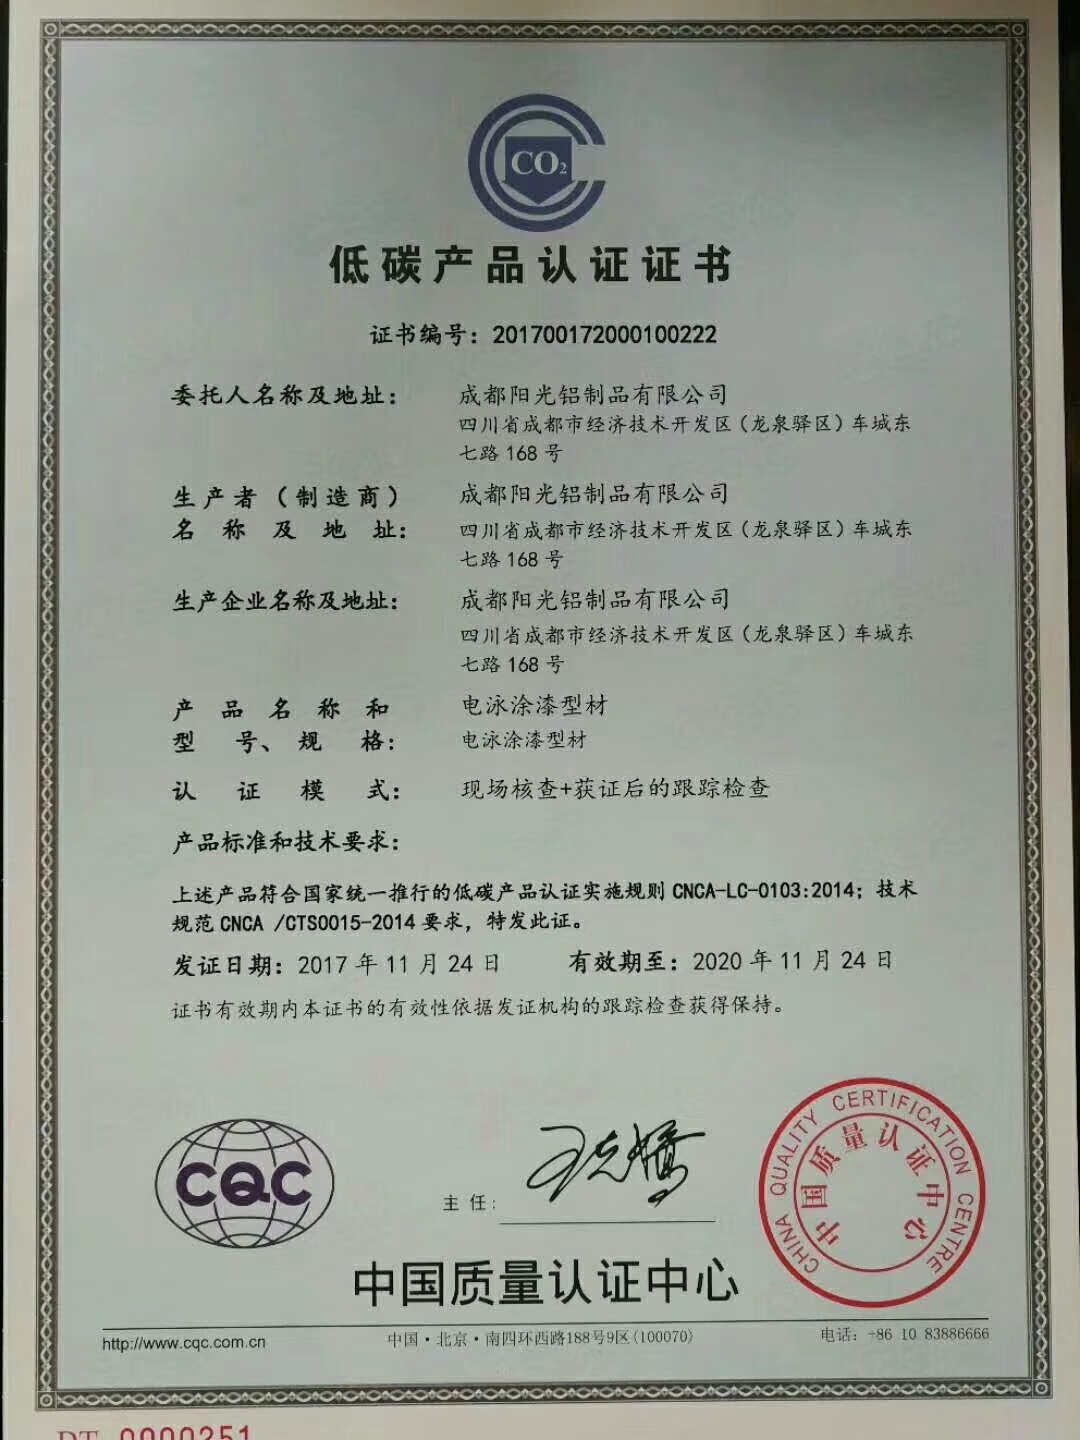 CO2
低碳产品认证证书
证书编号：201700172000100222
委托人名称及地址： 成都阳光铝制品有限公司
四川省成都市经济技术开发区（龙泉驿区）车城东
七路168号
生产者（制造商） 成都阳光铝制品有限公司
名称及地址： 四川省成都市经济技术开发区（龙泉驿区）车城东
七路168号
生产企业名称及地址： 成都阳光铝制品有限公司
四川省成都市经济技术开发区（龙泉驿区）车城东
七路168号
产品名称和 电泳涂漆型材
型号、规格： 电泳涂漆型材
认证模式： 现场核查+获证后的跟踪检查
产品标准和技术要求：
上述产品符合国家统一推行的低碳产品认证实施规则CNCA-LC-0103:2014；技术
规范CNCA /CTS0015-2014要求，特发此证。
发证日期：2017年11月24日 有效期至：2020年11月24日
证书有效期内本证书的有效性依据发证机构的跟踪检查获得保持。
CQC
主任：
CHINA QUALITY CERTIFICATION CENTRE
中国质量认证中心
中国质量认证中心
http://www.cqc.com.cn 中国·北京·南四环西路188号9区(100070) 电话：+86 10 83886666